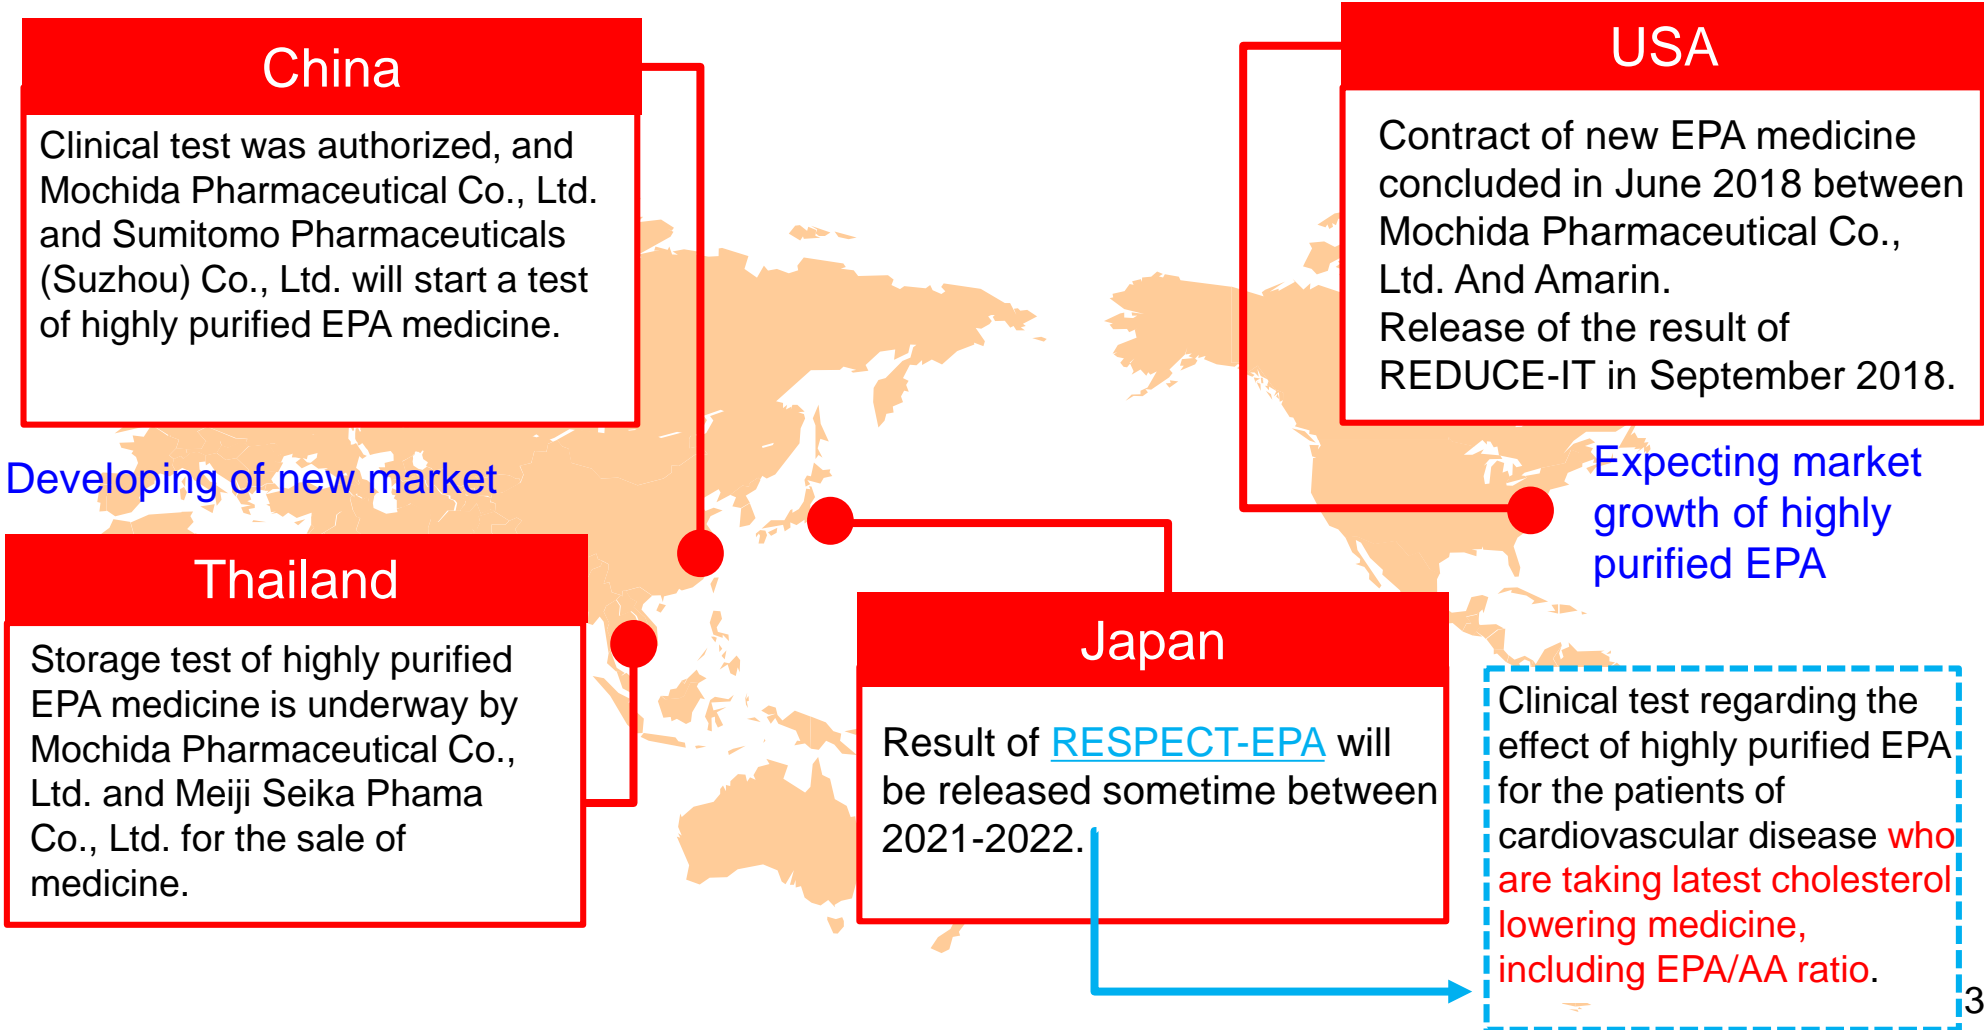 China
Clinical test was authorized, and
Mochida Pharmaceutical Co., Ltd.
and Sumitomo Pharmaceuticals
(Suzhou) Co., Ltd. will start a test
of highly purified EPA medicine.
USA
Contract of new EPA medicine
concluded in June 2018 between
Mochida Pharmaceutical Co.,
Ltd. And Amarin.
Release of the result of
REDUCE-IT in September 2018.
Developing of new market
Expecting market
growth of highly
purified EPA
Thailand
Storage test of highly purified
EPA medicine is underway by
Mochida Pharmaceutical Co.,
Ltd. and Meiji Seika Phama
Co., Ltd. for the sale of
medicine.
Japan
Result of RESPECT-EPA will
be released sometime between
2021-2022.
Clinical test regarding the
effect of highly purified EPA
for the patients of
cardiovascular disease who
are taking latest cholesterol
lowering medicine,
including EPA/AA ratio.
3